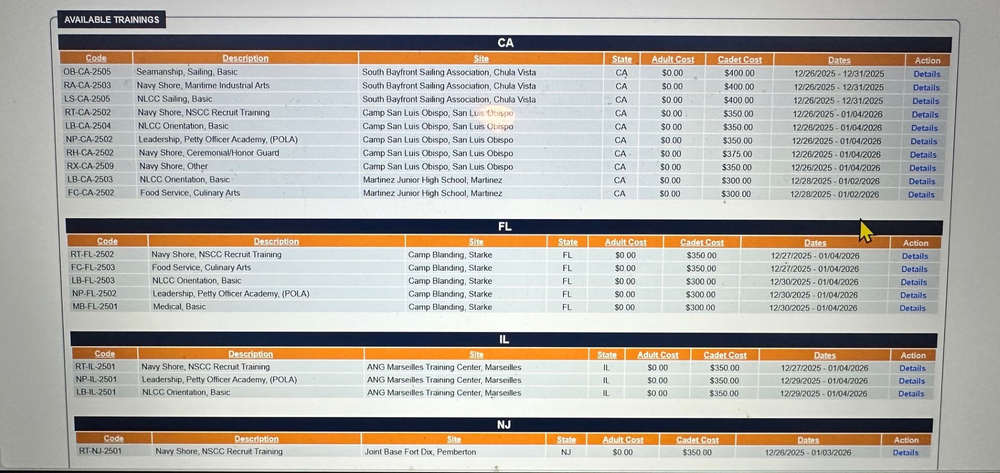 AVAILABLE TRAININGS
CA
Code Description Site State Adult Cost Cadet Cost Dates Action
OB-CA-2505 Seamanship, Sailing, Basic South Bayfront Sailing Association, Chula Vista CA $0.00 $400.00 12/26/2025 - 12/31/2025 Details
RA-CA-2503 Navy Shore, Maritime Industrial Arts South Bayfront Sailing Association, Chula Vista CA $0.00 $400.00 12/26/2025 - 12/31/2025 Details
LS-CA-2505 NLCC Sailing, Basic South Bayfront Sailing Association, Chula Vista CA $0.00 $400.00 12/26/2025 - 12/31/2025 Details
RT-CA-2502 Navy Shore, NSCC Recruit Training Camp San Luis Obispo, San Luis Obispo CA $0.00 $350.00 12/26/2025 - 01/04/2026 Details
LB-CA-2504 NLCC Orientation, Basic Camp San Luis Obispo, San Luis Obispo CA $0.00 $350.00 12/26/2025 - 01/04/2026 Details
NP-CA-2502 Leadership, Petty Officer Academy, (POLA) Camp San Luis Obispo, San Luis Obispo CA $0.00 $350.00 12/26/2025 - 01/04/2026 Details
RH-CA-2502 Navy Shore, Ceremonial/Honor Guard Camp San Luis Obispo, San Luis Obispo CA $0.00 $375.00 12/26/2025 - 01/04/2026 Details
RX-CA-2509 Navy Shore, Other Camp San Luis Obispo, San Luis Obispo CA $0.00 $350.00 12/26/2025 - 01/04/2026 Details
LB-CA-2503 NLCC Orientation, Basic Martinez Junior High School, Martinez CA $0.00 $300.00 12/28/2025 - 01/02/2026 Details
FC-CA-2502 Food Service, Culinary Arts Martinez Junior High School, Martinez CA $0.00 $300.00 12/28/2025 - 01/02/2026 Details
FL
Code Description Site State Adult Cost Cadet Cost Dates Action
RT-FL-2502 Navy Shore, NSCC Recruit Training Camp Blanding, Starke FL $0.00 $350.00 12/27/2025 - 01/04/2026 Details
FC-FL-2503 Food Service, Culinary Arts Camp Blanding, Starke FL $0.00 $350.00 12/27/2025 - 01/04/2026 Details
LB-FL-2503 NLCC Orientation, Basic Camp Blanding, Starke FL $0.00 $300.00 12/30/2025 - 01/04/2026 Details
NP-FL-2502 Leadership, Petty Officer Academy, (POLA) Camp Blanding, Starke FL $0.00 $300.00 12/30/2025 - 01/04/2026 Details
MB-FL-2501 Medical, Basic Camp Blanding, Starke FL $0.00 $300.00 12/30/2025 - 01/04/2026 Details
IL
Code Description Site State Adult Cost Cadet Cost Dates Action
RT-IL-2501 Navy Shore, NSCC Recruit Training ANG Marseilles Training Center, Marseilles IL $0.00 $350.00 12/27/2025 - 01/04/2026 Details
NP-IL-2501 Leadership, Petty Officer Academy, (POLA) ANG Marseilles Training Center, Marseilles IL $0.00 $350.00 12/29/2025 - 01/04/2026 Details
LB-IL-2501 NLCC Orientation, Basic ANG Marseilles Training Center, Marseilles IL $0.00 $350.00 12/29/2025 - 01/04/2026 Details
NJ
Code Description Site State Adult Cost Cadet Cost Dates Action
RT-NJ-2501 Navy Shore, NSCC Recruit Training Joint Base Fort Dix, Pemberton NJ $0.00 $350.00 12/26/2025 - 01/03/2026 Details